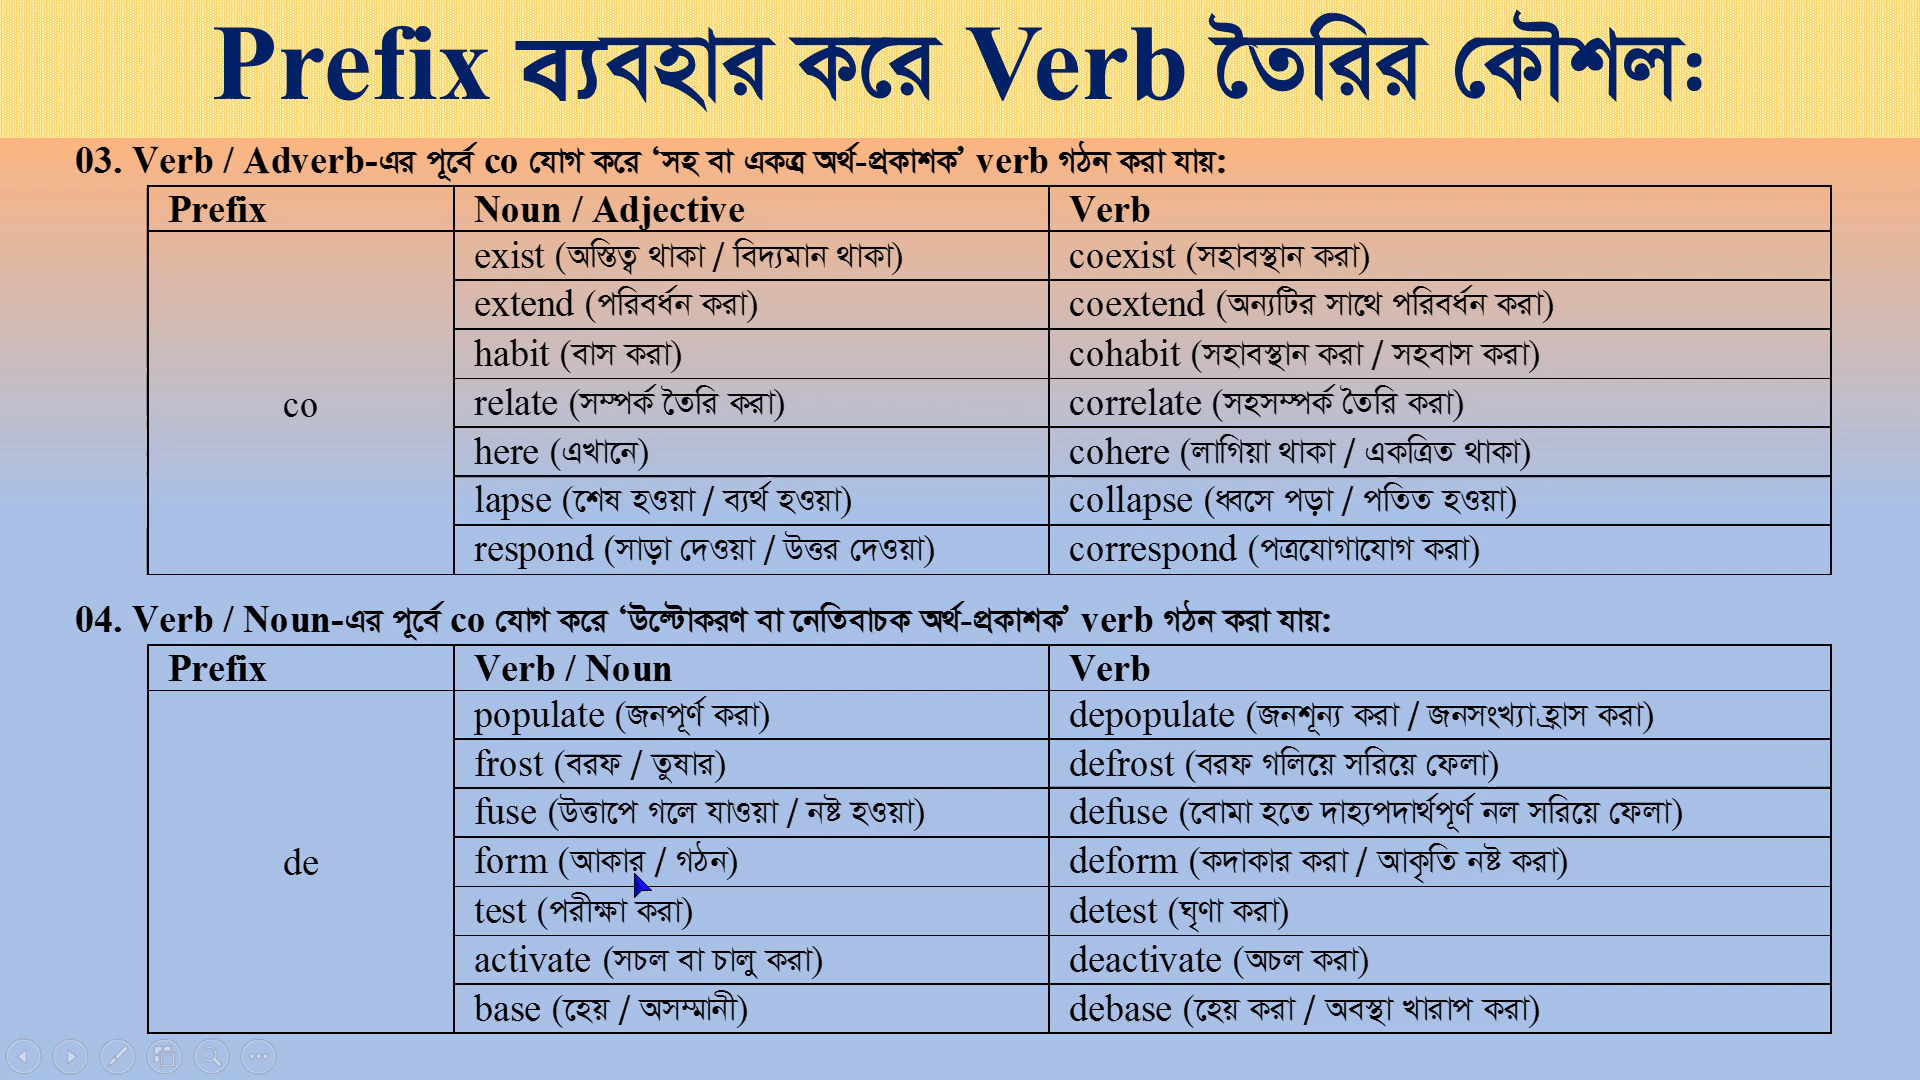 Prefix ব্যবহার করে Verb তৈরির কৌশল:
03. Verb / Adverb-এর পূর্বে co যোগ করে ‘সহ বা একত্র অর্থ-প্রকাশক’ verb গঠন করা যায়:
Prefix Noun / Adjective Verb
exist (অস্তিত্ব থাকা / বিদ্যমান থাকা) coexist (সহাবস্থান করা)
extend (পরিবর্ধন করা) coextend (অন্যটির সাথে পরিবর্ধন করা)
habit (বাস করা) cohabit (সহাবস্থান করা / সহবাস করা)
co relate (সম্পর্ক তৈরি করা) correlate (সহসম্পর্ক তৈরি করা)
here (এখানে) cohere (লাগিয়া থাকা / একত্রিত থাকা)
lapse (শেষ হওয়া / ব্যর্থ হওয়া) collapse (ধ্বসে পড়া / পতিত হওয়া)
respond (সাড়া দেওয়া / উত্তর দেওয়া) correspond (পত্রযোগাযোগ করা)
04. Verb / Noun-এর পূর্বে co যোগ করে ‘উল্টোকরণ বা নেতিবাচক অর্থ-প্রকাশক’ verb গঠন করা যায়:
Prefix Verb / Noun Verb
populate (জনপূর্ণ করা) depopulate (জনশূন্য করা / জনসংখ্যা হ্রাস করা)
frost (বরফ / তুষার) defrost (বরফ গলিয়ে সরিয়ে ফেলা)
fuse (উত্তাপে গলে যাওয়া / নষ্ট হওয়া) defuse (বোমা হতে দাহ্যপদার্থপূর্ণ নল সরিয়ে ফেলা)
de form (আকার / গঠন) deform (কদাকার করা / আকৃতি নষ্ট করা)
test (পরীক্ষা করা) detest (ঘৃণা করা)
activate (সচল বা চালু করা) deactivate (অচল করা)
base (হেয় / অসম্মানী) debase (হেয় করা / অবস্থা খারাপ করা)